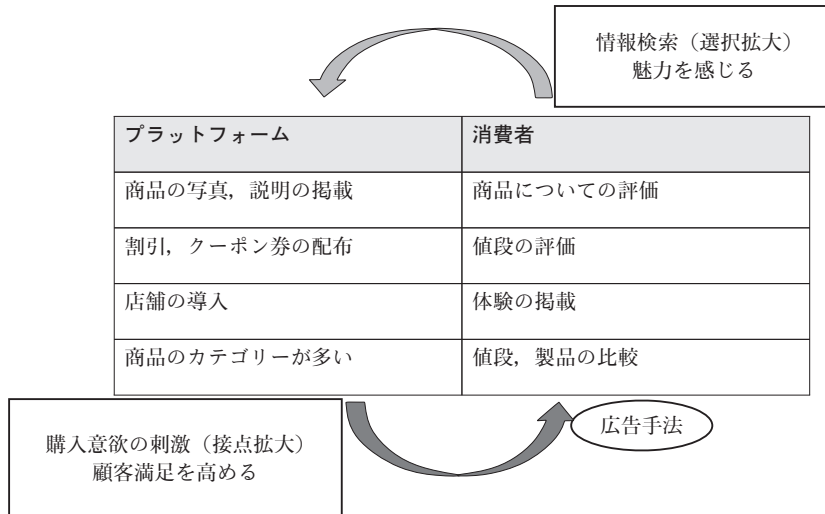 情報検索（選択拡大）
魅力を感じる
プラットフォーム
消費者
商品の写真，説明の掲載
商品についての評価
割引，クーポン券の配布
値段の評価
店舗の導入
体験の掲載
商品のカテゴリーが多い
値段，製品の比較
購入意欲の刺激（接点拡大）
顧客満足を高める
広告手法